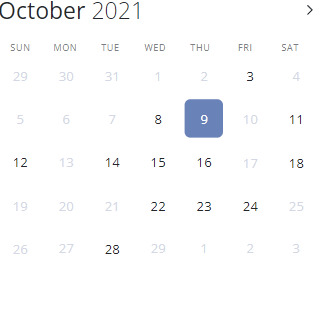 October 2021
SUN MON TUE WED THU FRI SAT
29 30 31 1 2 3 4
5 6 7 8 9 10 11
12 13 14 15 16 17 18
19 20 21 22 23 24 25
26 27 28 29 1 2 3